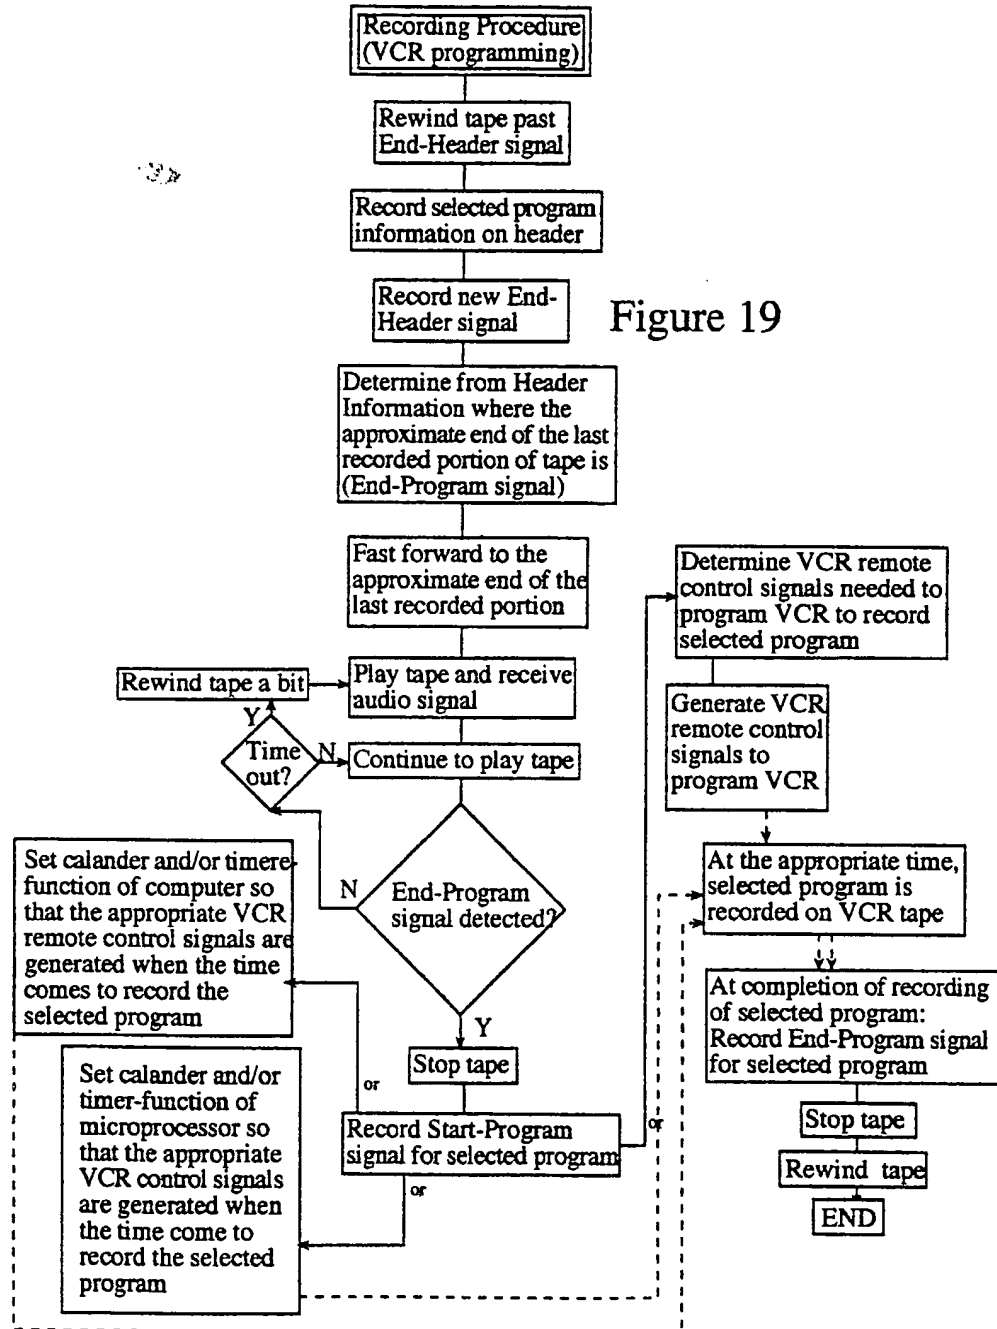 Recording Procedure
(VCR programming)
Rewind tape past
End-Header signal
Record selected program
information on header
Record new End-
Header signal
Figure 19
Determine from Header
Information where the
approximate end of the last
recorded portion of tape is
(End-Program signal)
Fast forward to the
approximate end of the
last recorded portion
Rewind tape a bit
Play tape and receive
audio signal
Y
Time
out?
N
Continue to play tape
End-Program
signal detected?
N
Y
Stop tape
Record Start-Program
signal for selected program
or
Set calander and/or timere-
function of computer so
that the appropriate VCR
remote control signals are
generated when the time
comes to record the
selected program
or
Set calander and/or
timer-function of
microprocessor so
that the appropriate
VCR control signals
are generated when
the time come to
record the selected
program
or
Determine VCR remote
control signals needed to
program VCR to record
selected program
Generate VCR
remote control
signals to
program VCR
At the appropriate time,
selected program is
recorded on VCR tape
At completion of recording
of selected program:
Record End-Program signal
for selected program
Stop tape
Rewind tape
END